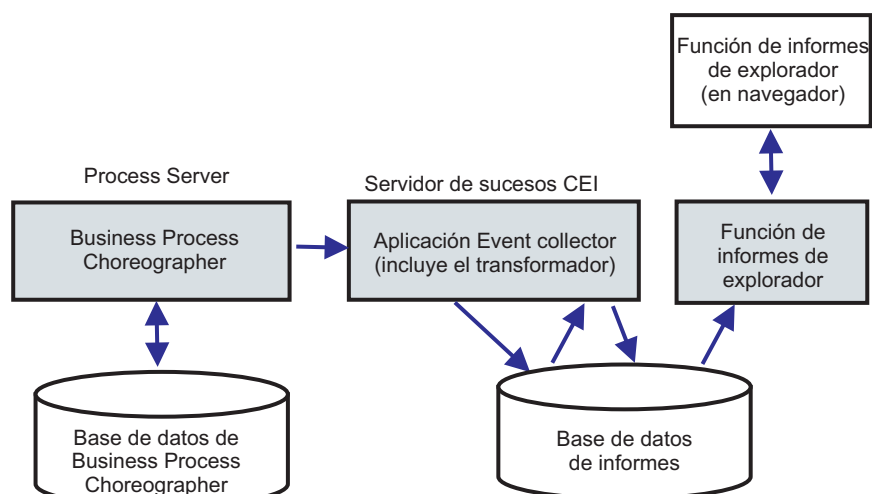 Función de informes
de explorador
(en navegador)
Process Server
Servidor de sucesos CEI
Business Process
Choreographer
Aplicación Event collector
(incluye el transformador)
Función de
informes de
explorador
Base de datos de
Business Process
Choreographer
Base de datos
de informes